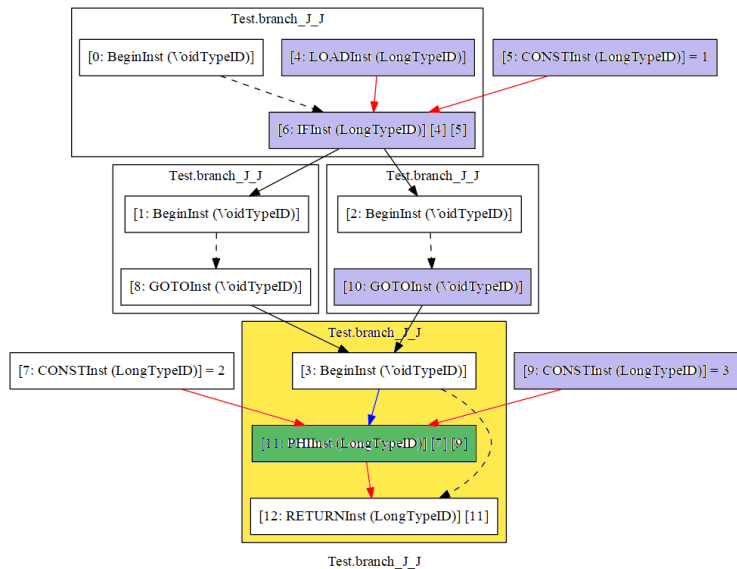 Test.branch_J_J
[0: BeginInst (VoidTypeID)]
[4: LOADInst (LongTypeID)]
[5: CONSTInst (LongTypeID)] = 1
[6: IFInst (LongTypeID)] [4] [5]
Test.branch_J_J
Test.branch_J_J
[1: BeginInst (VoidTypeID)]
[2: BeginInst (VoidTypeID)]
[8: GOTOInst (VoidTypeID)]
[10: GOTOInst (VoidTypeID)]
Test.branch_J_J
[7: CONSTInst (LongTypeID)] = 2
[3: BeginInst (VoidTypeID)]
[9: CONSTInst (LongTypeID)] = 3
[11: PHIInst (LongTypeID)] [7] [9]
[12: RETURNInst (LongTypeID)] [11]
Test.branch_J_J